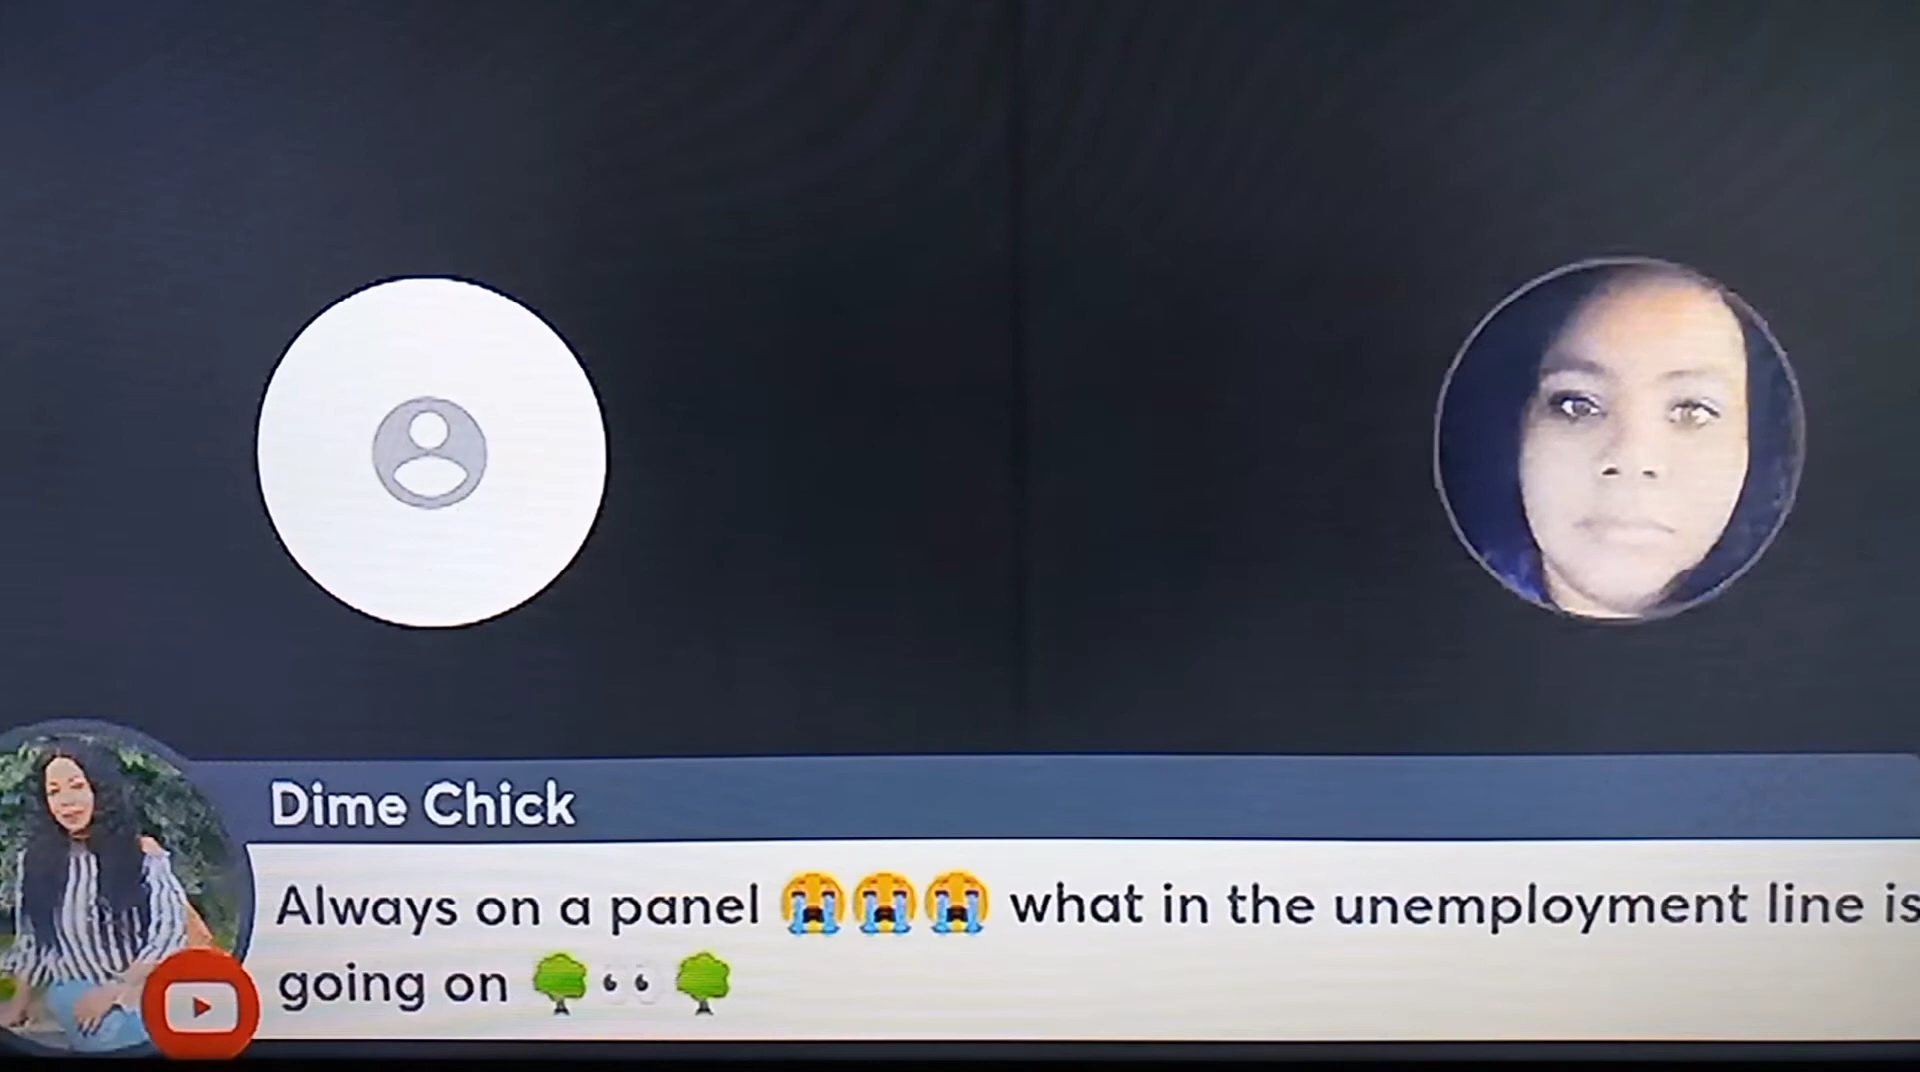 Dime Chick
Always on a panel 😭😭😭 what in the unemployment line is
going on 🌳👀🌳